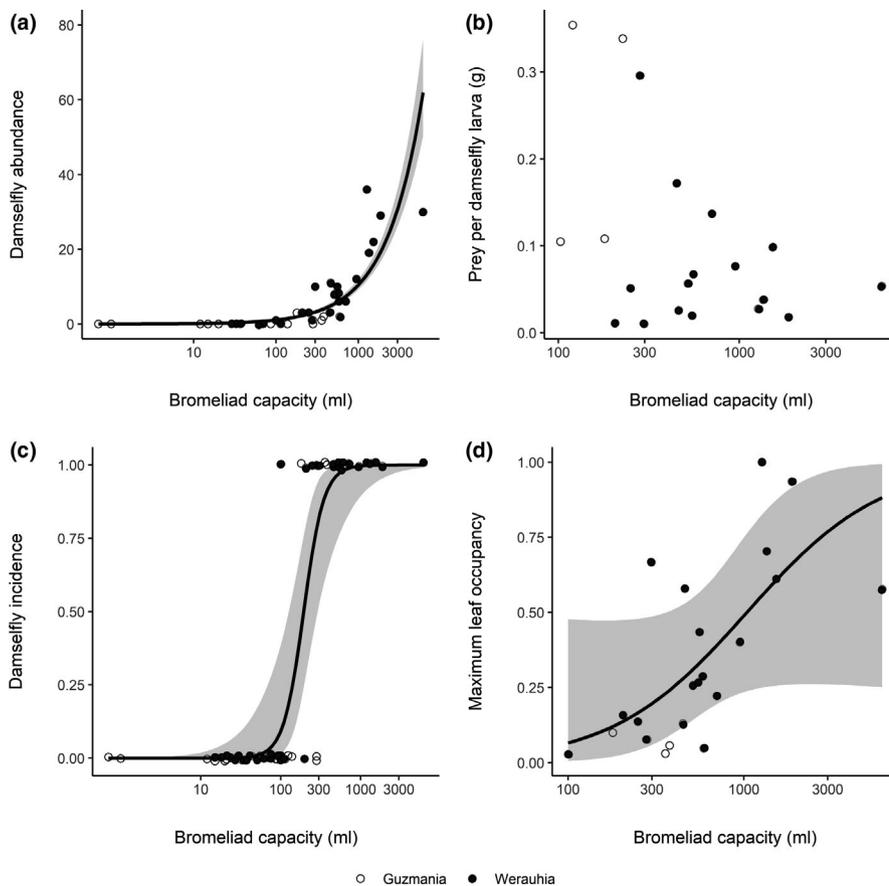 (a)
Damselfly abundance
80
60
40
20
0
10 100 300 1000 3000
Bromeliad capacity (ml)
(b)
Prey per damselfly larva (g)
0.3
0.2
0.1
0.0
100 300 1000 3000
Bromeliad capacity (ml)
(c)
Damselfly incidence
1.00
0.75
0.50
0.25
0.00
10 100 300 1000 3000
Bromeliad capacity (ml)
(d)
Maximum leaf occupancy
1.00
0.75
0.50
0.25
0.00
100 300 1000 3000
Bromeliad capacity (ml)
Guzmania Werauhia